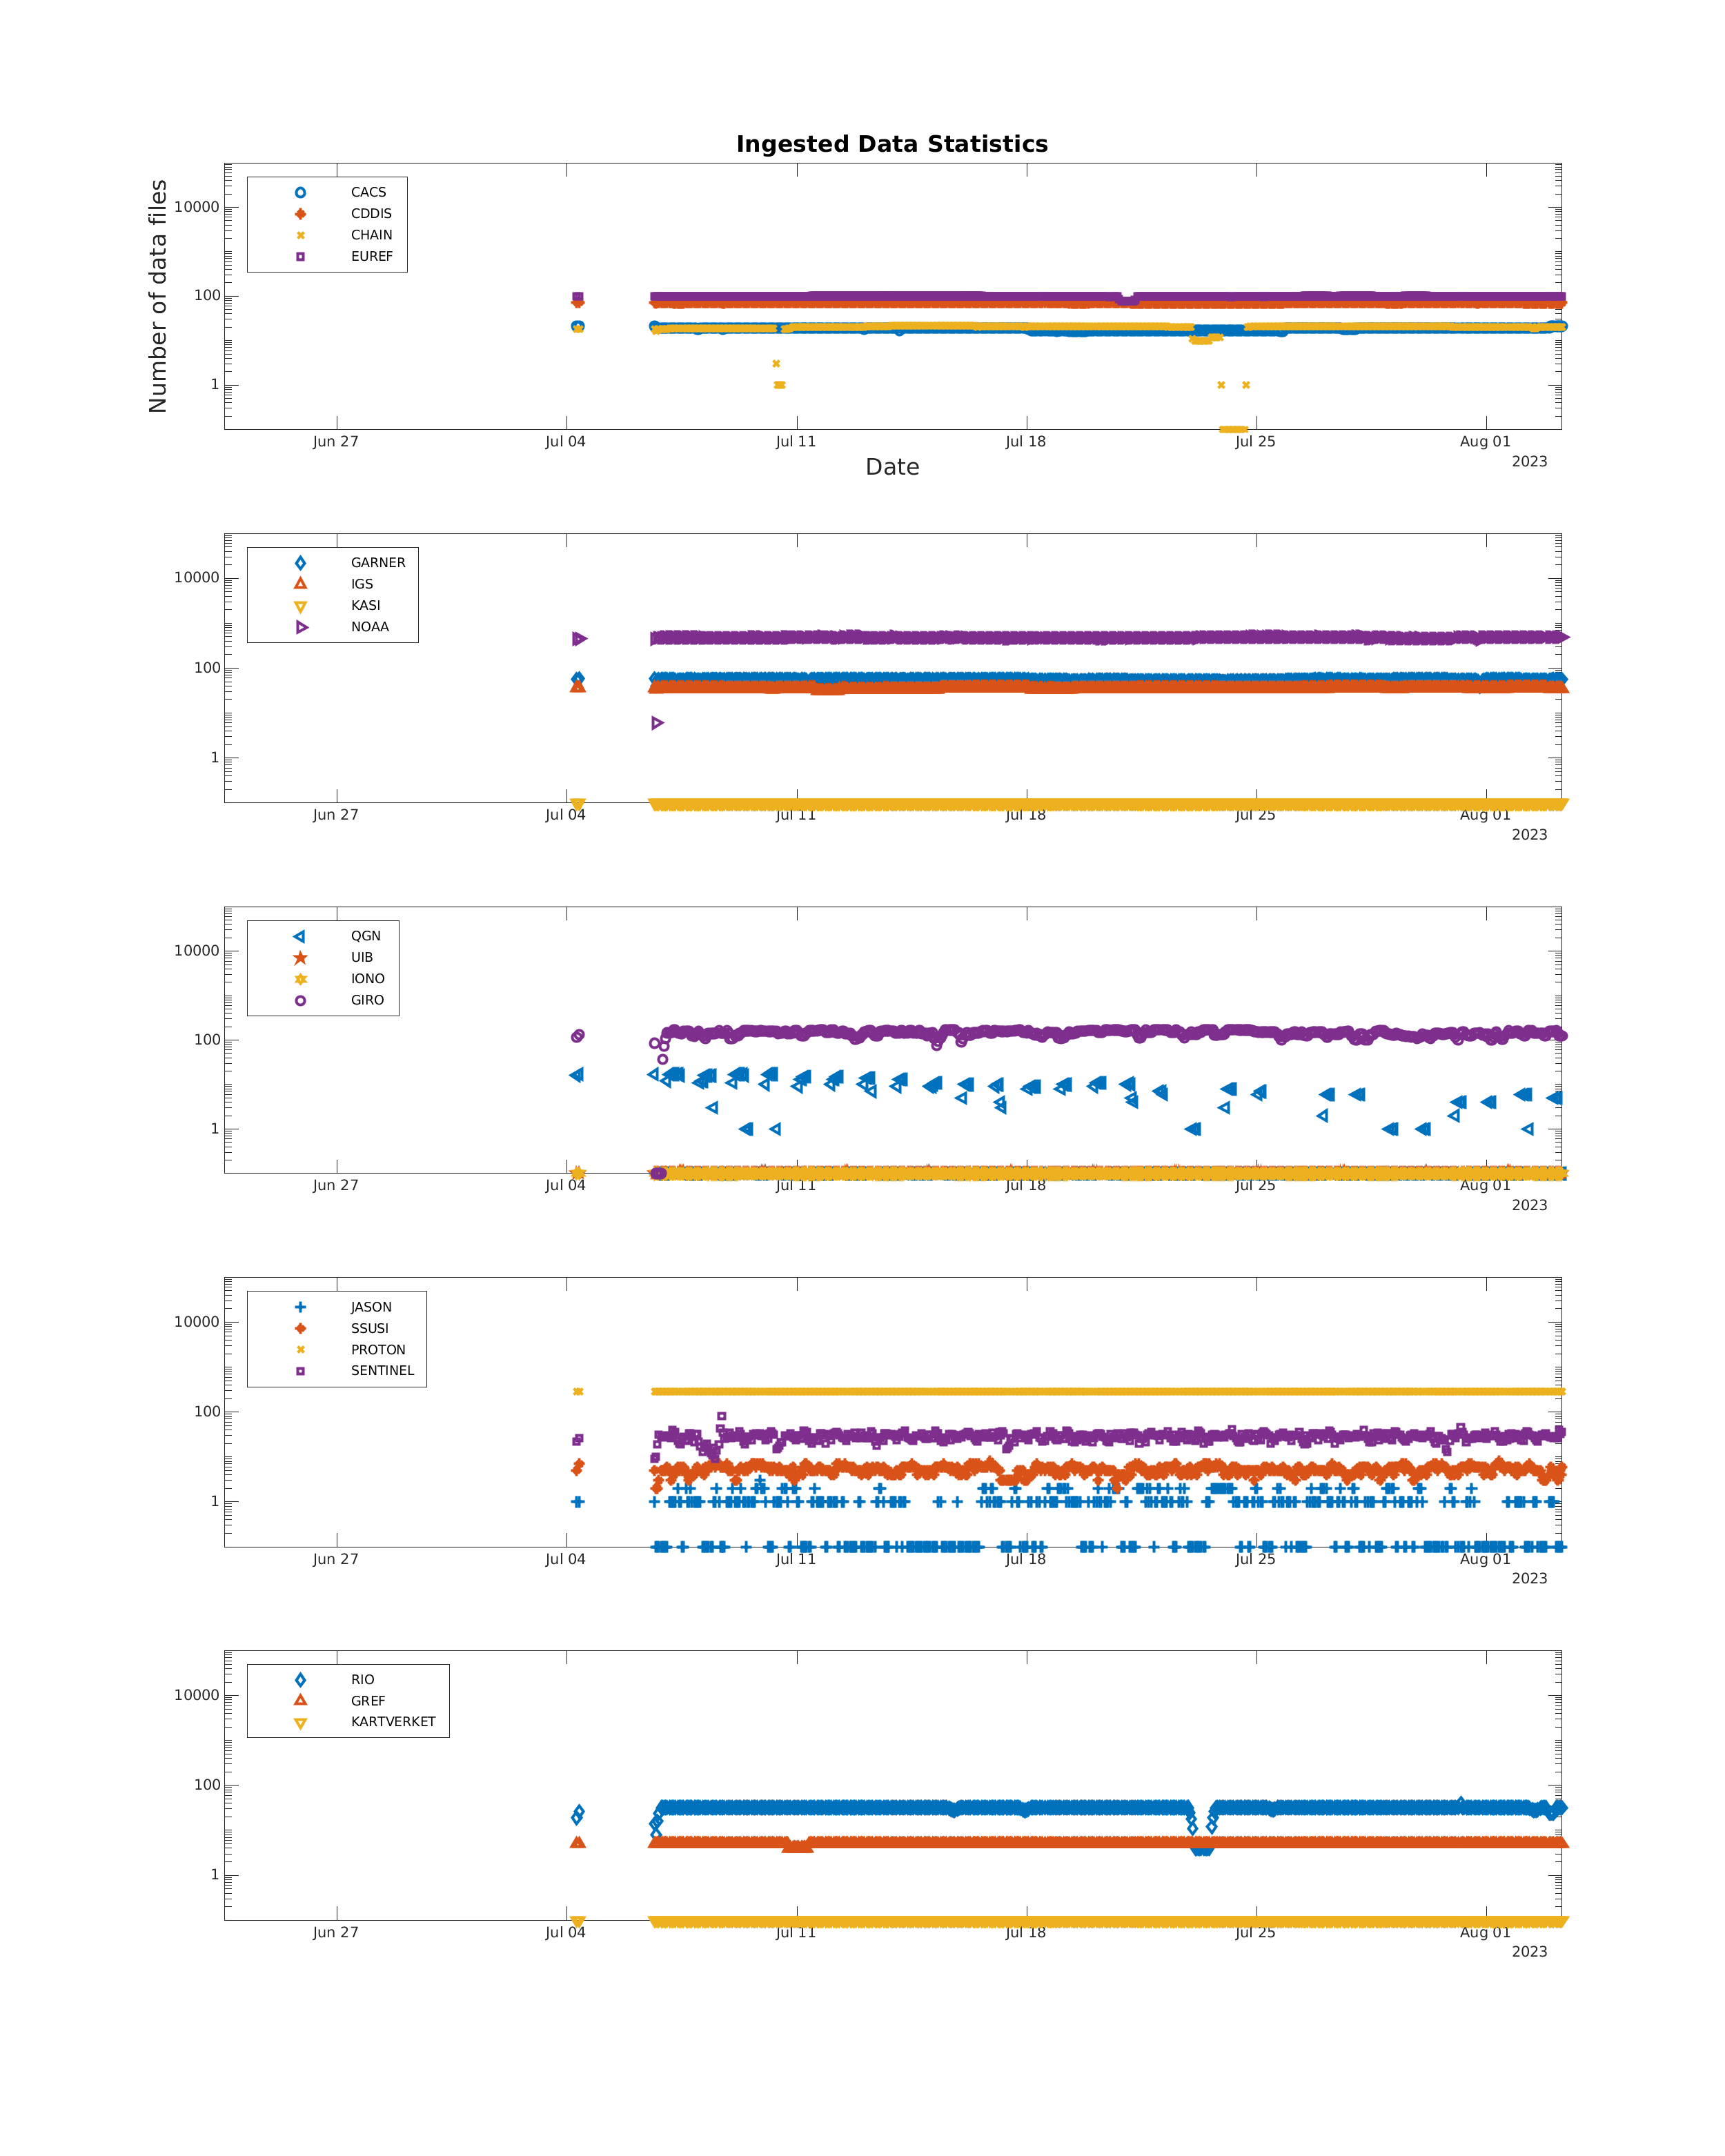 Ingested Data Statistics
Number of data files
10000
100
1
CACS
CDDIS
CHAIN
EUREF
Jun 27 Jul 04 Jul 11 Jul 18 Jul 25 Aug 01
2023
Date
10000
100
1
GARNER
IGS
KASI
NOAA
Jun 27 Jul 04 Jul 11 Jul 18 Jul 25 Aug 01
2023
10000
100
1
QGN
UIB
IONO
GIRO
Jun 27 Jul 04 Jul 11 Jul 18 Jul 25 Aug 01
2023
10000
100
1
JASON
SSUSI
PROTON
SENTINEL
Jun 27 Jul 04 Jul 11 Jul 18 Jul 25 Aug 01
2023
10000
100
1
RIO
GREF
KARTVERKET
Jun 27 Jul 04 Jul 11 Jul 18 Jul 25 Aug 01
2023